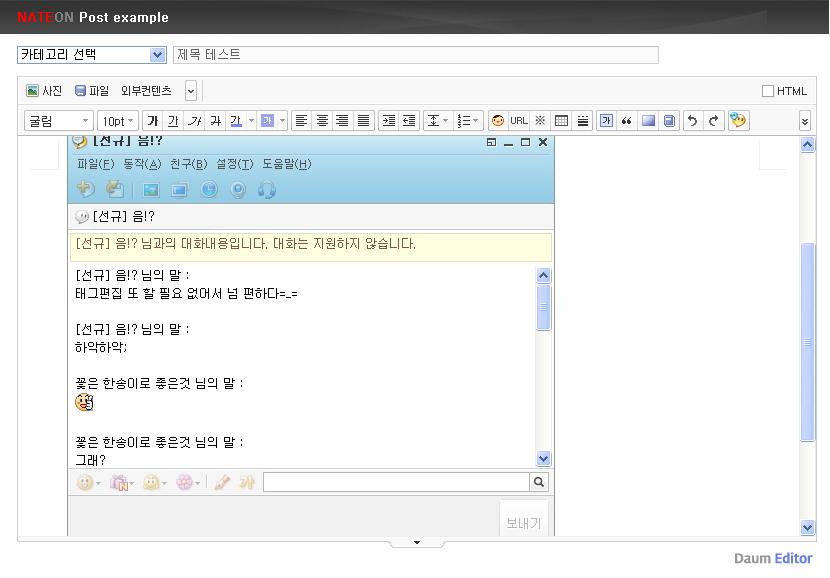 NATEON Post example
카테고리 선택 제목 테스트
사진 파일 외부컨텐츠 HTML
굴림 10pt 가 가 가 가 가 가 URL 가
[선규] 음!?
파일(F) 동작(A) 친구(B) 설정(T) 도움말(H)
[선규] 음!?
[선규] 음!? 님과의 대화내용입니다. 대화는 지원하지 않습니다.
[선규] 음!? 님의 말 :
태그편집 또 할 필요 없어서 넘 편하다=_=
[선규] 음!? 님의 말 :
하악하악;
꽃은 한송이로 좋은것 님의 말 :
꽃은 한송이로 좋은것 님의 말 :
그래?
가
보내기
Daum Editor